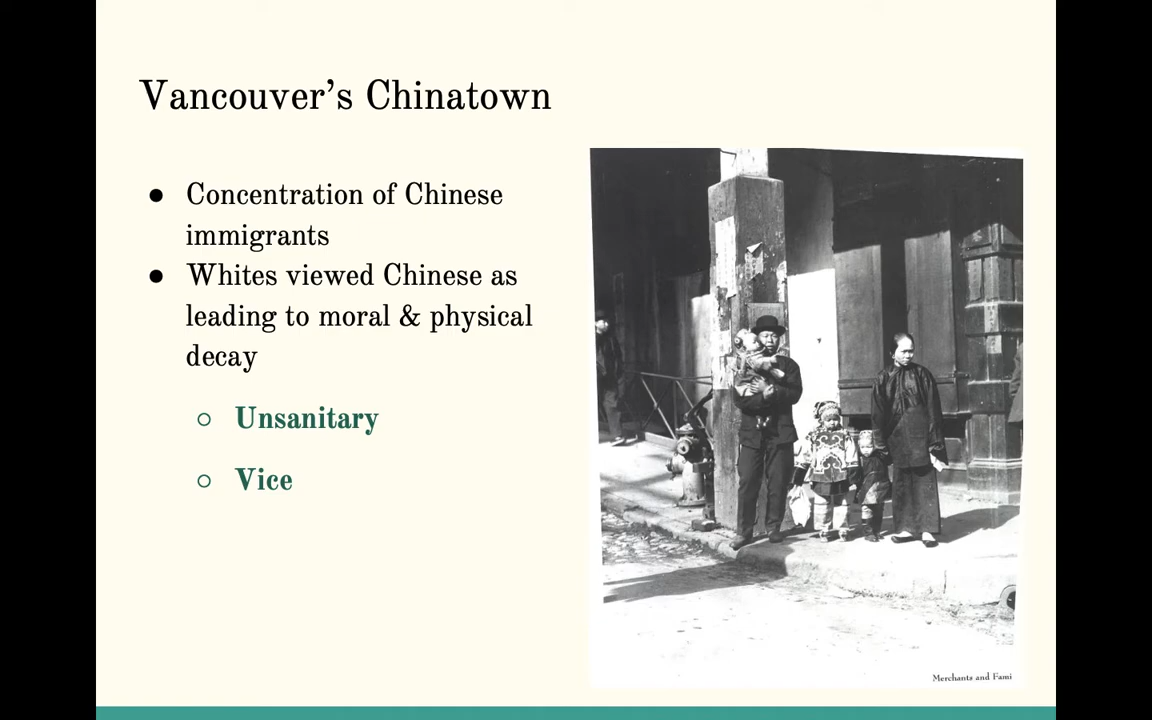 Vancouver's Chinatown
● Concentration of Chinese
immigrants
● Whites viewed Chinese as
leading to moral & physical
decay
○ Unsanitary
○ Vice
Merchants and Fami